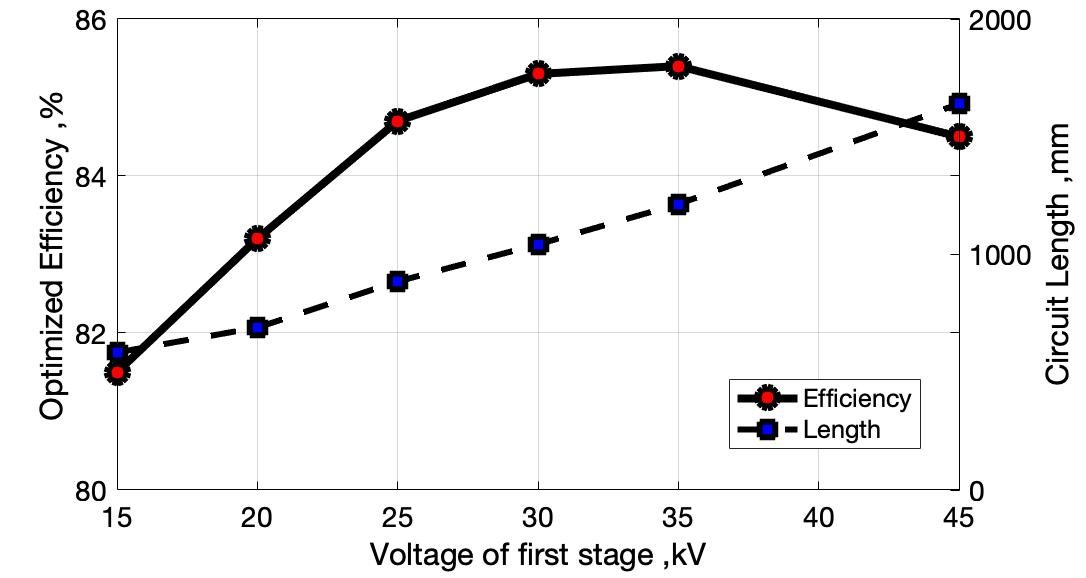 86
84
82
80
Optimized Efficiency ,%
2000
1000
0
Circuit Length ,mm
Efficiency
Length
15 20 25 30 35 40 45
Voltage of first stage ,kV